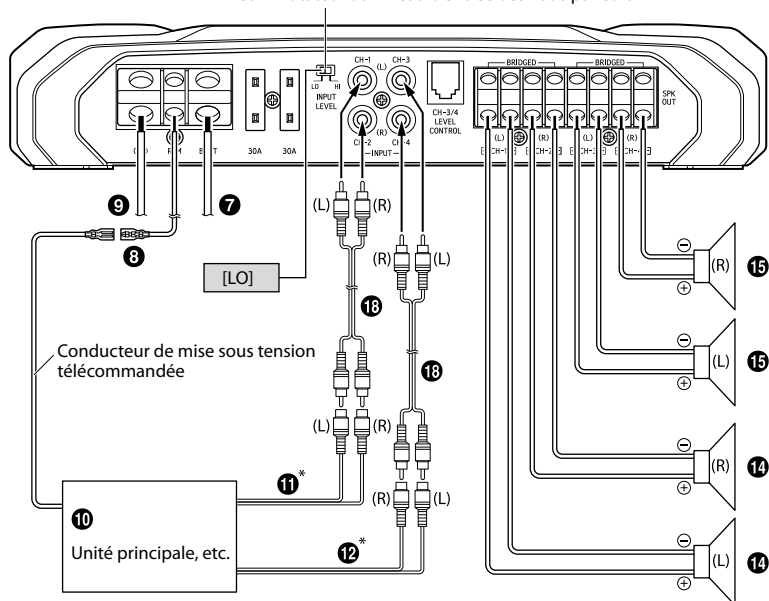 CH-1 (L) CH-3
BRIDGED BRIDGED
LO HI
INPUT
LEVEL
SPK
OUT
CH-3/4
LEVEL
CONTROL
30A 30A
CH-2 (R) CH-4
INPUT
(L) (R) (L) (R)
9 7
8
(L) (R)
(R) (L)
[LO]
18
18
Conducteur de mise sous tension
télécommandée
(L) (R)
11*
(R) (L)
12*
10
Unité principale, etc.
⊖
(R) 15
⊕
⊖
(L) 15
⊕
⊖
(R) 14
⊕
⊖
(L) 14
⊕